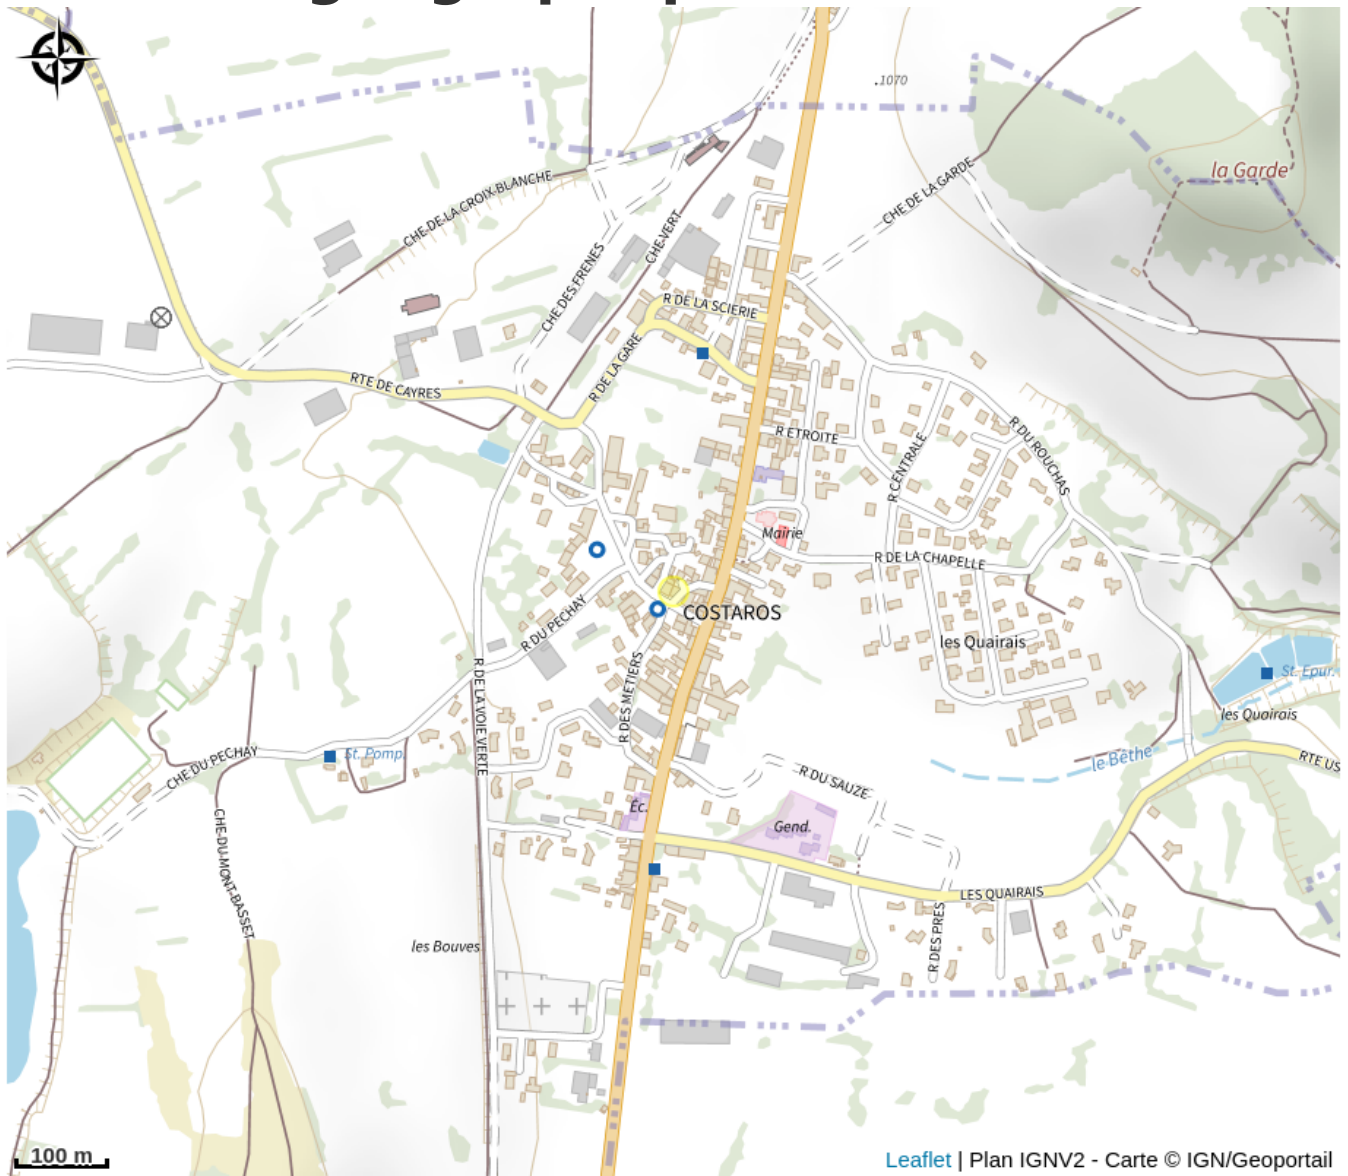 .1070
la Garde
CHE DE LA GARDE
CHE DE LA CROIX BLANCHE
CHE VERT
CHE DES FRENES
R DE LA SCIERIE
R DE LA GARE
RTE DE CAYRES
R ETROITE
R CENTRALE
R DU ROUCHAS
Mairie
R DE LA CHAPELLE
COSTAROS
R DU PECHAY
les Quairais
R DES METIERS
R DE LA VOIE VERTE
St. Epur.
les Quairais
le Bèthe
RTE US
St. Pomp.
CHE DU PECHAY
R DU SAUZE
Éc.
Gend.
CHE DU MONT BASSET
LES QUAIRAIS
R DES PRES
les Bouves
100 m
Leaflet | Plan IGNV2 - Carte © IGN/Geoportail